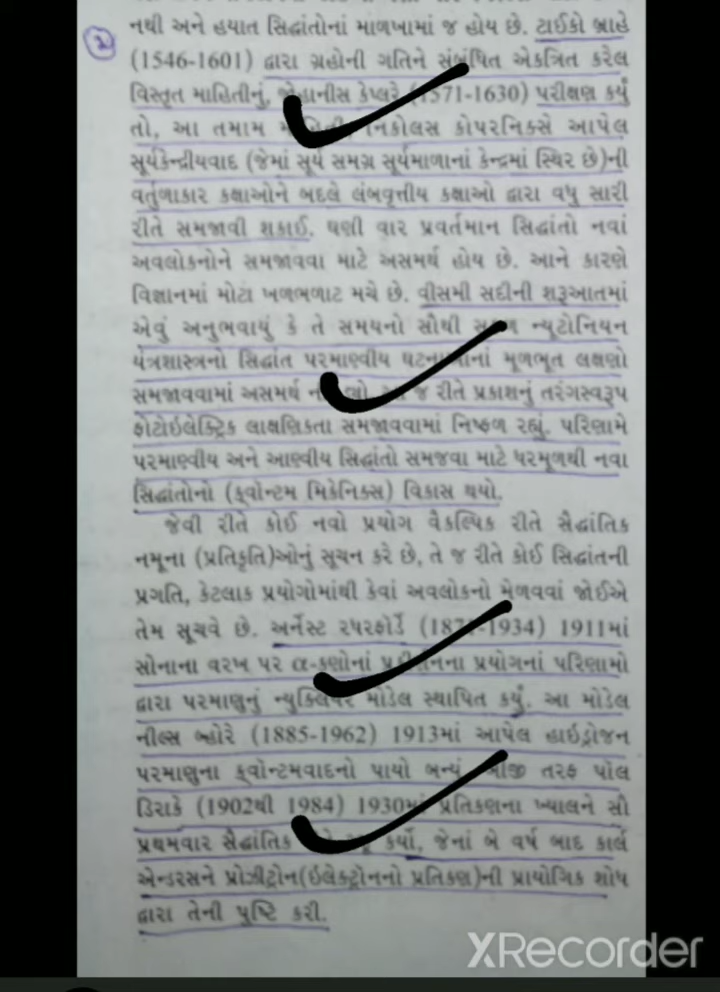 નથી અને હયાત સિદ્ધાંતોનાં માળખામાં જ હોય છે. ટાઈકો બ્રાહે
(1546-1601) દ્વારા ગ્રહોની ગતિને સંબંધિત એકત્રિત કરેલ
વિસ્તૃત માહિતીનું, જોહાનીસ કેપ્લરે (1571-1630) પરીક્ષણ કર્યું
તો, આ તમામ નિકોલસ કોપરનિક્સે આપેલ
સૂર્યકેન્દ્રીયવાદ (જેમાં સૂર્ય સમગ્ર સૂર્યમાળાનાં કેન્દ્રમાં સ્થિર છે)ની
વર્તુળાકાર કક્ષાઓને બદલે લંબવૃત્તીય કક્ષાઓ દ્વારા વધુ સારી
રીતે સમજાવી શકાઈ. ઘણી વાર પ્રવર્તમાન સિદ્ધાંતો નવાં
અવલોકનોને સમજાવવા માટે અસમર્થ હોય છે. આને કારણે
વિજ્ઞાનમાં મોટા ખળભળાટ મચે છે. વીસમી સદીની શરૂઆતમાં
એવું અનુભવાયું કે તે સમયનો સૌથી ન્યૂટોનિયન
યંત્રશાસ્ત્રનો સિદ્ધાંત પરમાણ્વીય મૂળભૂત લક્ષણો
સમજાવવામાં અસમર્થ જ રીતે પ્રકાશનું તરંગસ્વરૂપ
ફોટોઇલેક્ટ્રિક લાક્ષણિકતા સમજાવવામાં નિષ્ફળ રહ્યું. પરિણામે
પરમાણ્વીય અને આણ્વીય સિદ્ધાંતો સમજવા માટે ધરમૂળથી નવા
સિદ્ધાંતોનો (ક્વૉન્ટમ મિકેનિક્સ) વિકાસ થયો.
જેવી રીતે કોઈ નવો પ્રયોગ વૈકલ્પિક રીતે સૈદ્ધાંતિક
નમૂના (પ્રતિકૃતિ)ઓનું સૂચન કરે છે, તે જ રીતે કોઈ સિદ્ધાંતની
પ્રગતિ, કેટલાક પ્રયોગોમાંથી કેવાં અવલોકનો મેળવવાં જોઈએ
તેમ સૂચવે છે. અર્નેસ્ટ રધરફૉર્ડે (1871-1934) 1911માં
સોનાના વરખ પર α-કણોનાં પ્રકીર્ણનના પ્રયોગનાં પરિણામો
દ્વારા પરમાણુનું ન્યુક્લિયર મૉડેલ સ્થાપિત કર્યું. આ મૉડેલ
નીલ્સ બ્હોરે (1885-1962) 1913માં આપેલ હાઇડ્રોજન
પરમાણુના ક્વૉન્ટમવાદનો પાયો બન્યું. બીજી તરફ પૉલ
ડિરાકે (1902થી 1984) 1930માં પ્રતિકણના ખ્યાલને સૌ
પ્રથમવાર સૈદ્ધાંતિક કર્યો, જેનાં બે વર્ષ બાદ કાર્લ
એન્ડરસને પ્રોઝીટ્રોન(ઇલેક્ટ્રૉનનો પ્રતિકણ)ની પ્રાયોગિક શોધ
દ્વારા તેની પુષ્ટિ કરી.
XRecorder